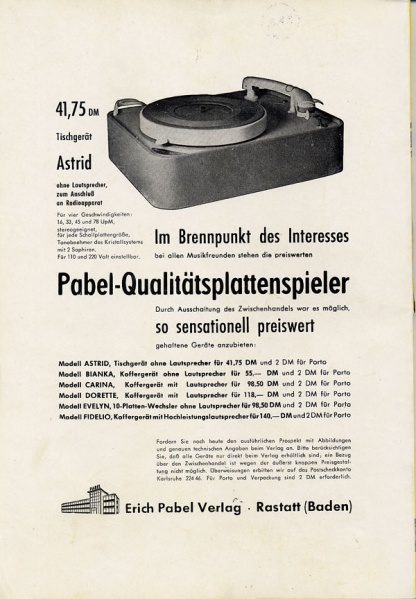 41,75 DM
Tischgerät
Astrid
ohne Lautsprecher,
zum Anschluß
an Radioapparat
Für vier Geschwindigkeiten:
16, 33, 45 und 78 UpM,
stereogeeignet,
für jede Schallplattengröße,
Tonabnehmer des Kristallsystems
mit 2 Saphiren.
Für 110 und 220 Volt einstellbar.
Im Brennpunkt des Interesses
bei allen Musikfreunden stehen die preiswerten
Pabel-Qualitätsplattenspieler
Durch Ausschaltung des Zwischenhandels war es möglich,
so sensationell preiswert
gehaltene Geräte anzubieten:
Modell ASTRID, Tischgerät ohne Lautsprecher für 41,75 DM und 2 DM für Porto
Modell BIANKA, Koffergerät ohne Lautsprecher für 55,— DM und 2 DM für Porto
Modell CARINA, Koffergerät mit Lautsprecher für 98,50 DM und 2 DM für Porto
Modell DORETTE, Koffergerät mit Lautsprecher für 118,— DM und 2 DM für Porto
Modell EVELYN, 10-Platten-Wechsler ohne Lautsprecher für 98,50 DM und 2 DM für Porto
Modell FIDELIO, Koffergerät mit Hochleistungslautsprecher für 140,— DM und 2 DM für Porto
Fordern Sie noch heute den ausführlichen Prospekt mit Abbildungen
und genauen technischen Angaben beim Verlag an. Bitte berücksichtigen
Sie, daß alle Geräte nur direkt beim Verlag erhältlich sind; ein Bezug
über den Zwischenhandel ist wegen der äußerst knappen Preisgestal-
tung nicht möglich. Überweisungen erbitten wir auf das Postscheckkonto
Karlsruhe 224 46. Für Porto und Verpackung sind 2 DM erforderlich.
Erich Pabel Verlag · Rastatt (Baden)